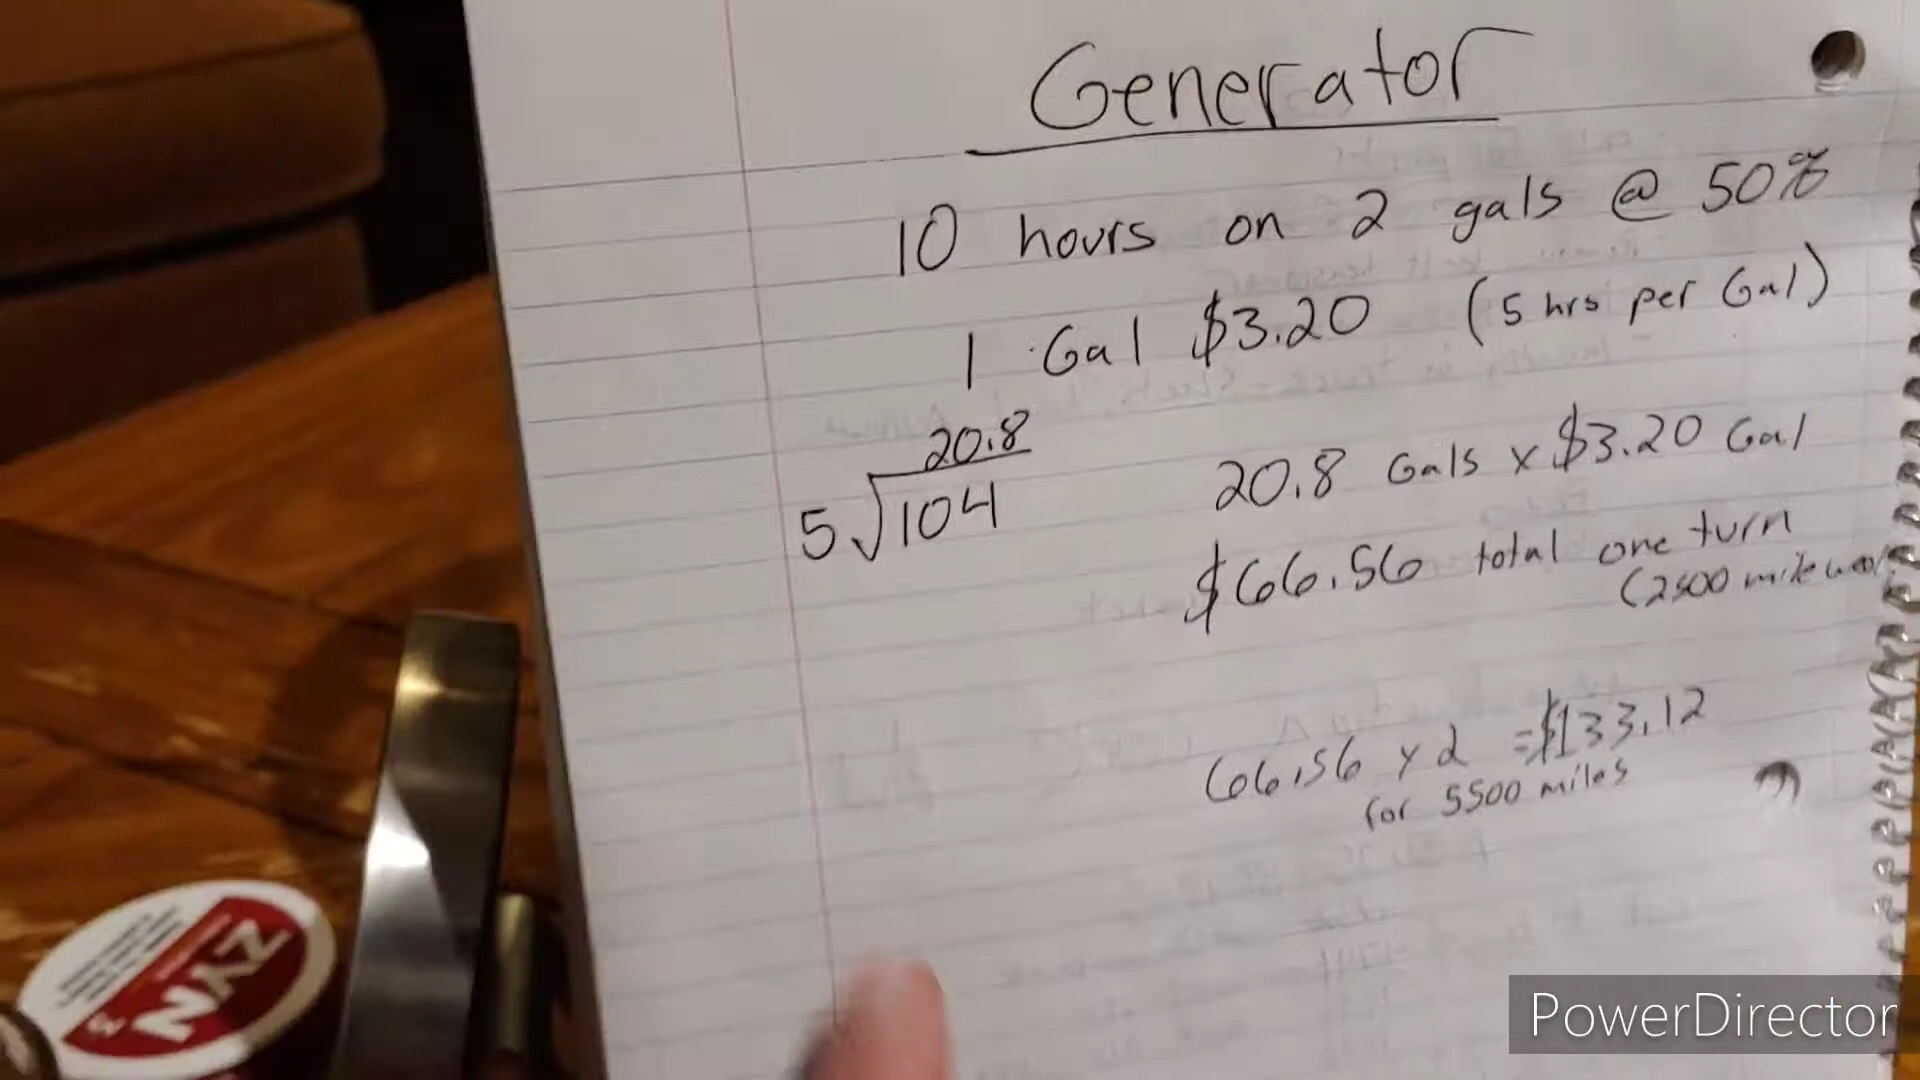 Generator
10 hours on 2 gals @ 50%
1 Gal $3.20 (5 hrs per Gal)
20.8
5√104
20.8 Gals x $3.20 Gal
$66.56 total one turn
(2500 mile
66.56 x 2 = $133.12
for 5500 miles
ZYN
3
PowerDirector